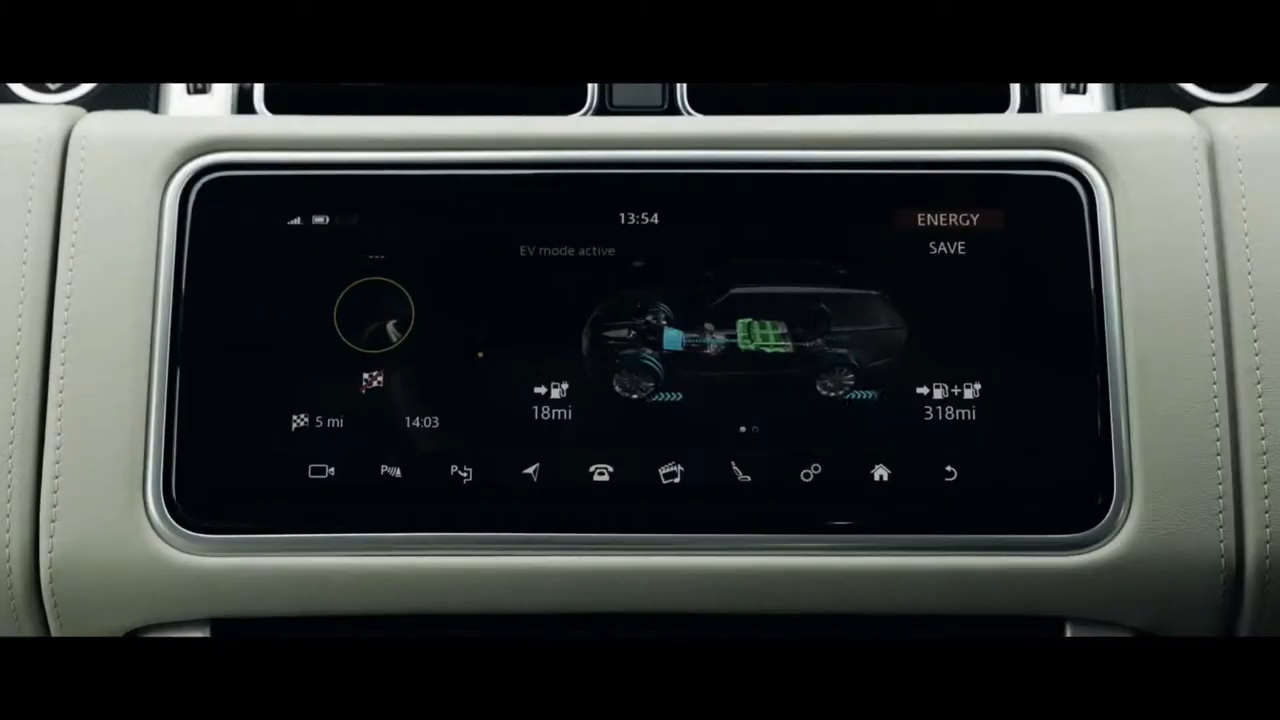 13:54
ENERGY
EV mode active
SAVE
18mi
318mi
5 mi
14:03
P
P